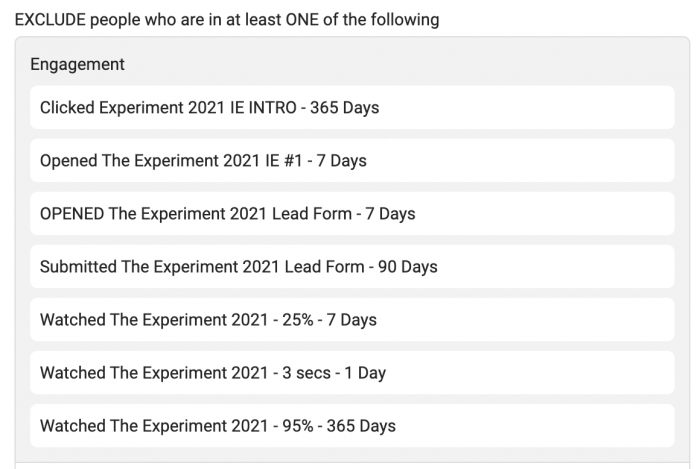 EXCLUDE people who are in at least ONE of the following
Engagement
Clicked Experiment 2021 IE INTRO - 365 Days
Opened The Experiment 2021 IE #1 - 7 Days
OPENED The Experiment 2021 Lead Form - 7 Days
Submitted The Experiment 2021 Lead Form - 90 Days
Watched The Experiment 2021 - 25% - 7 Days
Watched The Experiment 2021 - 3 secs - 1 Day
Watched The Experiment 2021 - 95% - 365 Days